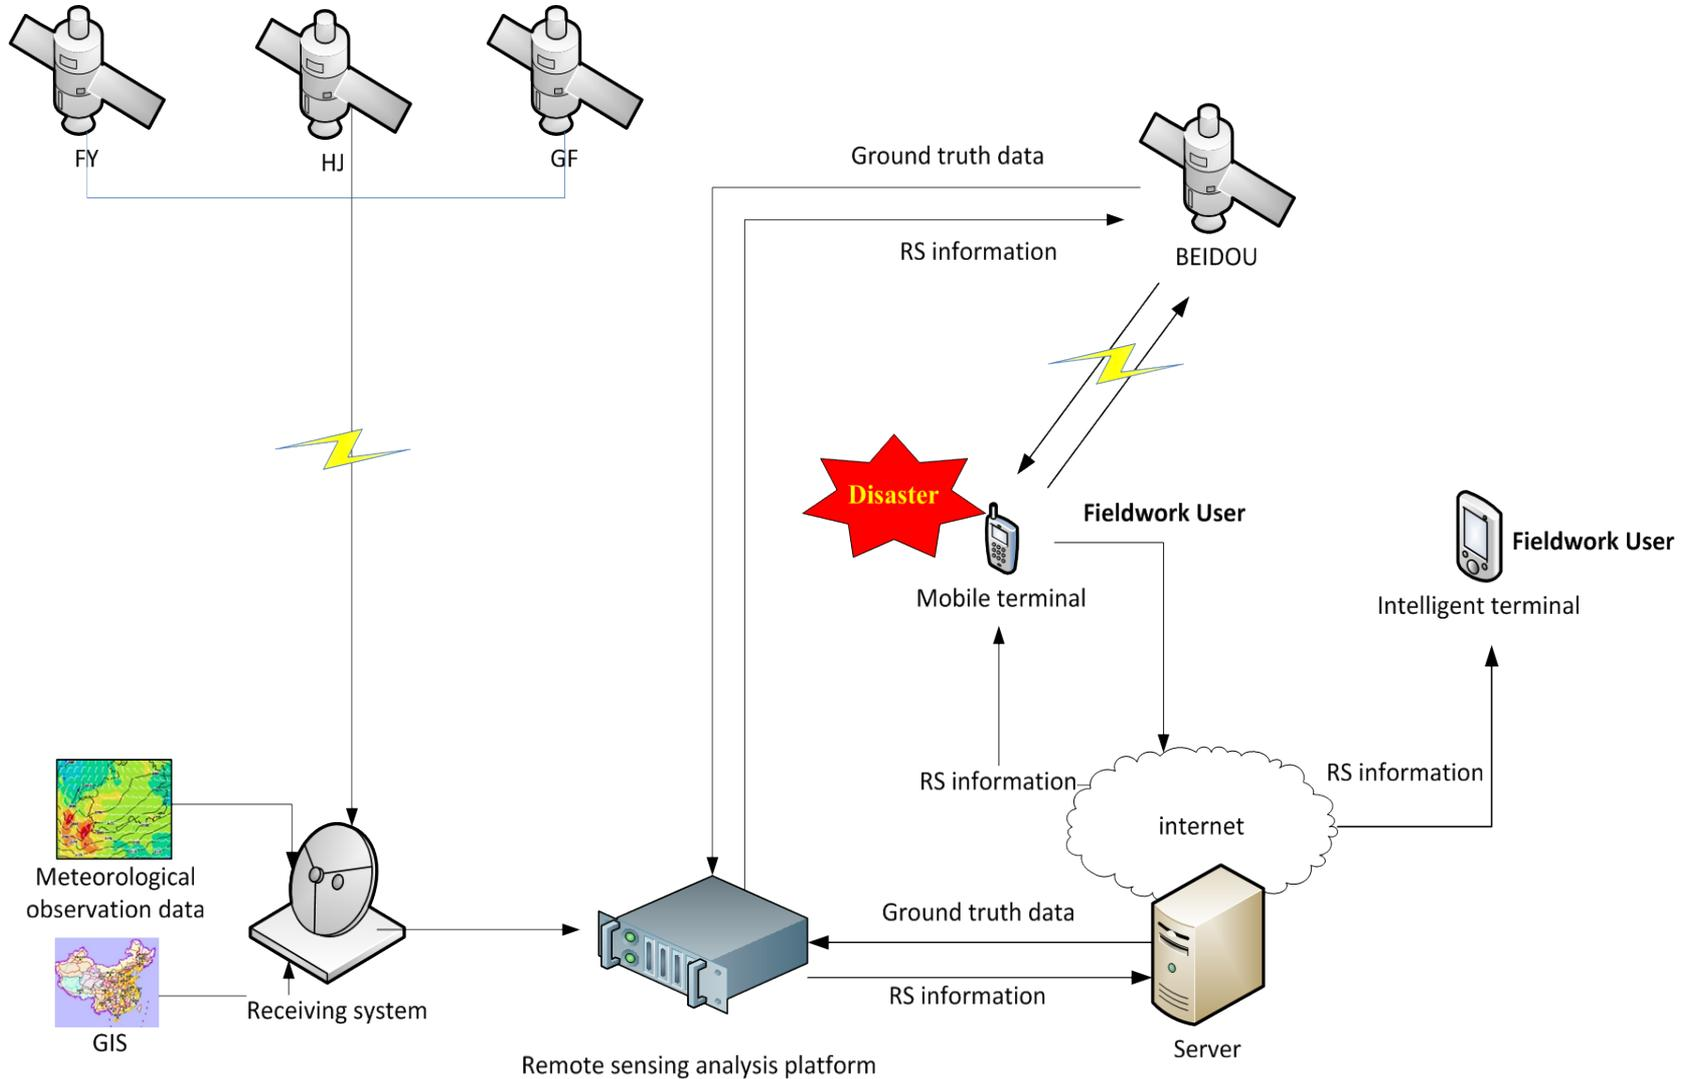 FY
HJ
GF
Ground truth data
RS information
BEIDOU
Disaster
Fieldwork User
Mobile terminal
Fieldwork User
Intelligent terminal
RS information
RS information
internet
Meteorological
observation data
GIS
Receiving system
Ground truth data
RS information
Remote sensing analysis platform
Server